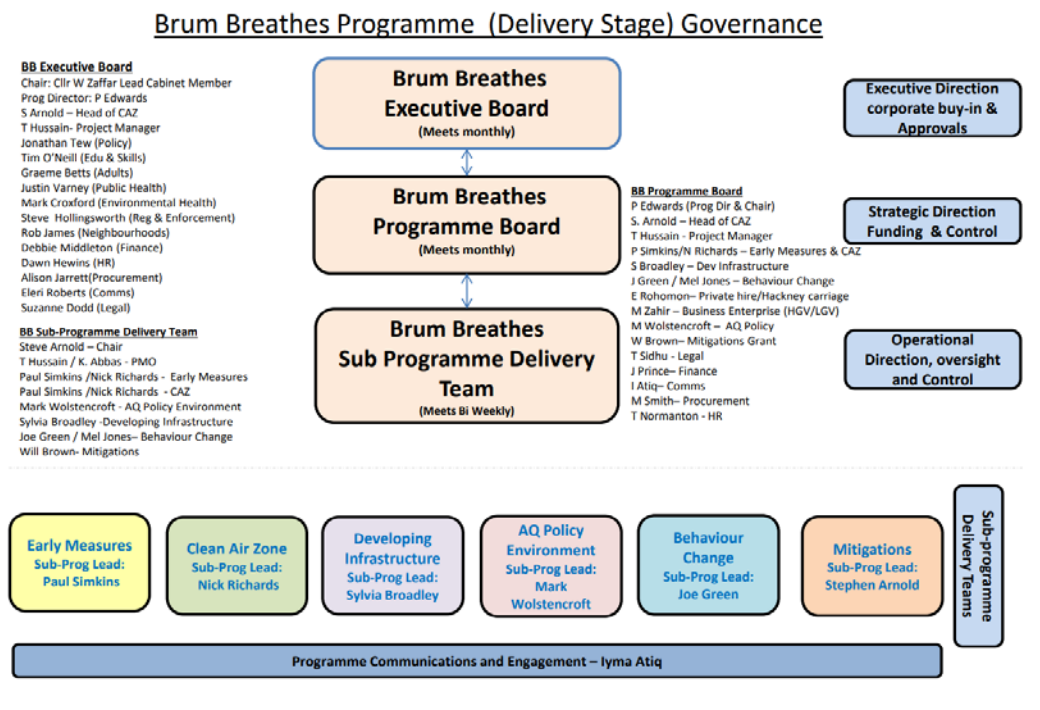 Brum Breathes Programme (Delivery Stage) Governance
BB Executive Board
Chair: Cllr W Zaffar Lead Cabinet Member
Prog Director: P Edwards
S Arnold – Head of CAZ
T Hussain- Project Manager
Jonathan Tew (Policy)
Tim O'Neill (Edu & Skills)
Graeme Betts (Adults)
Justin Varney (Public Health)
Mark Croxford (Environmental Health)
Steve Hollingsworth (Reg & Enforcement)
Rob James (Neighbourhoods)
Debbie Middleton (Finance)
Dawn Hewins (HR)
Alison Jarrett(Procurement)
Eleri Roberts (Comms)
Suzanne Dodd (Legal)
BB Sub-Programme Delivery Team
Steve Arnold – Chair
T Hussain / K. Abbas - PMO
Paul Simkins /Nick Richards - Early Measures
Paul Simkins /Nick Richards - CAZ
Mark Wolstencroft - AQ Policy Environment
Sylvia Broadley -Developing Infrastructure
Joe Green / Mel Jones– Behaviour Change
Will Brown- Mitigations
Brum Breathes
Executive Board
(Meets monthly)
Brum Breathes
Programme Board
(Meets monthly)
Brum Breathes
Sub Programme Delivery
Team
(Meets Bi Weekly)
BB Programme Board
P Edwards (Prog Dir & Chair)
S. Arnold – Head of CAZ
T Hussain - Project Manager
P Simkins/N Richards – Early Measures & CAZ
S Broadley – Dev Infrastructure
J Green / Mel Jones – Behaviour Change
E Rohomon– Private hire/Hackney carriage
M Zahir – Business Enterprise (HGV/LGV)
M Wolstencroft – AQ Policy
W Brown– Mitigations Grant
T Sidhu - Legal
J Prince– Finance
I Atiq– Comms
M Smith– Procurement
T Normanton - HR
Executive Direction
corporate buy-in &
Approvals
Strategic Direction
Funding & Control
Operational
Direction, oversight
and Control
Early Measures
Sub-Prog Lead:
Paul Simkins
Clean Air Zone
Sub-Prog Lead:
Nick Richards
Developing
Infrastructure
Sub-Prog Lead:
Sylvia Broadley
AQ Policy
Environment
Sub-Prog Lead:
Mark
Wolstencroft
Behaviour
Change
Sub-Prog Lead:
Joe Green
Mitigations
Sub-Prog Lead:
Stephen Arnold
Sub-programme
Delivery Teams
Programme Communications and Engagement – Iyma Atiq